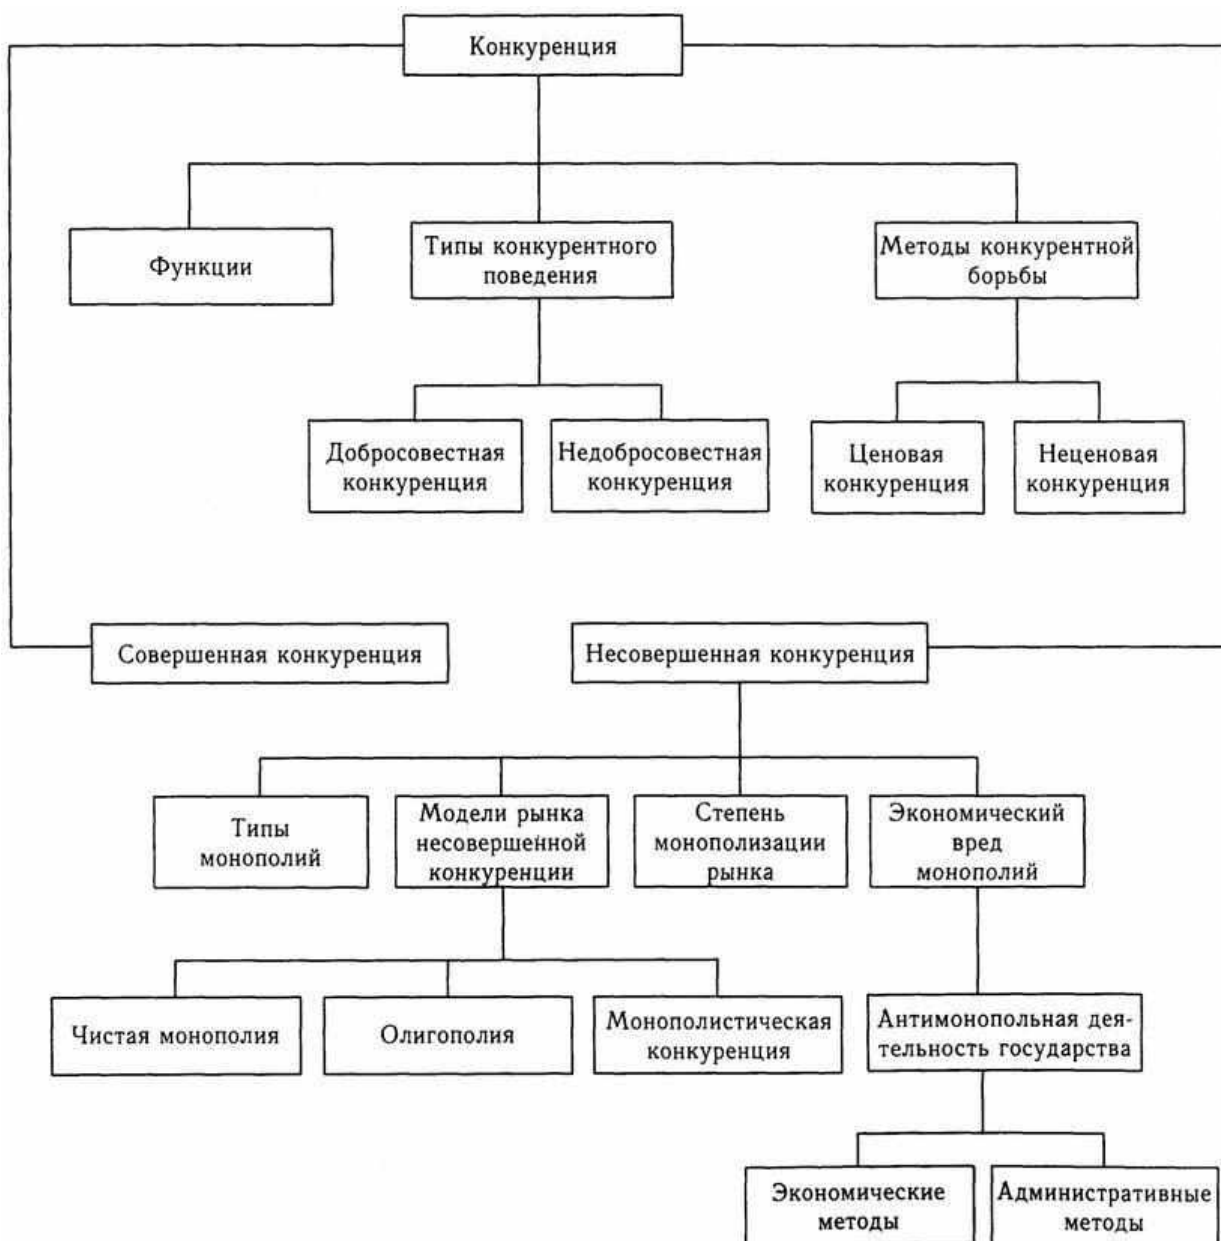 Конкуренция
Функции
Типы конкурентного
поведения
Методы конкурентной
борьбы
Добросовестная
конкуренция
Недобросовестная
конкуренция
Ценовая
конкуренция
Неценовая
конкуренция
Совершенная конкуренция
Несовершенная конкуренция
Типы
монополий
Модели рынка
несовершенной
конкуренции
Степень
монополизации
рынка
Экономический
вред
монополий
Чистая монополия
Олигополия
Монополистическая
конкуренция
Антимонопольная дея-
тельность государства
Экономические
методы
Административные
методы